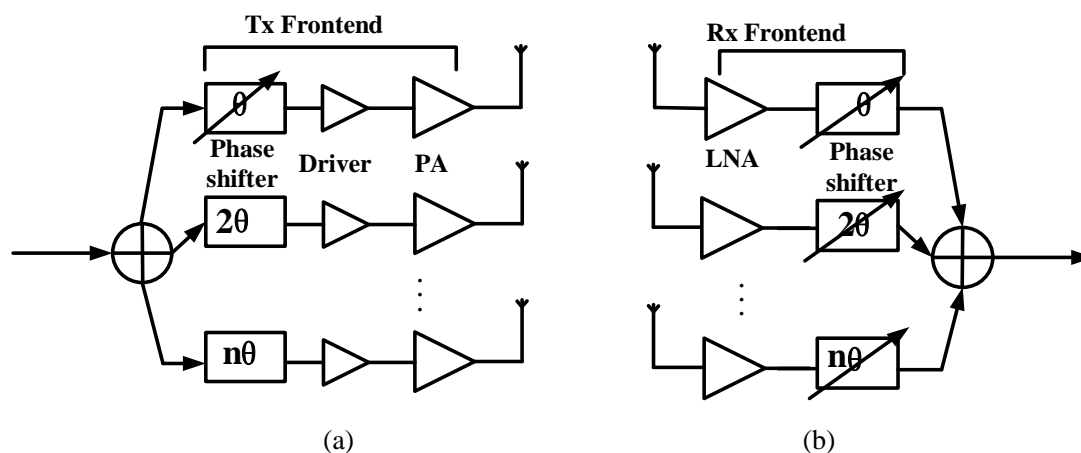 Tx Frontend
θ
Phase
shifter
Driver
PA
2θ
nθ
(a)
Rx Frontend
θ
LNA
Phase
shifter
2θ
nθ
(b)